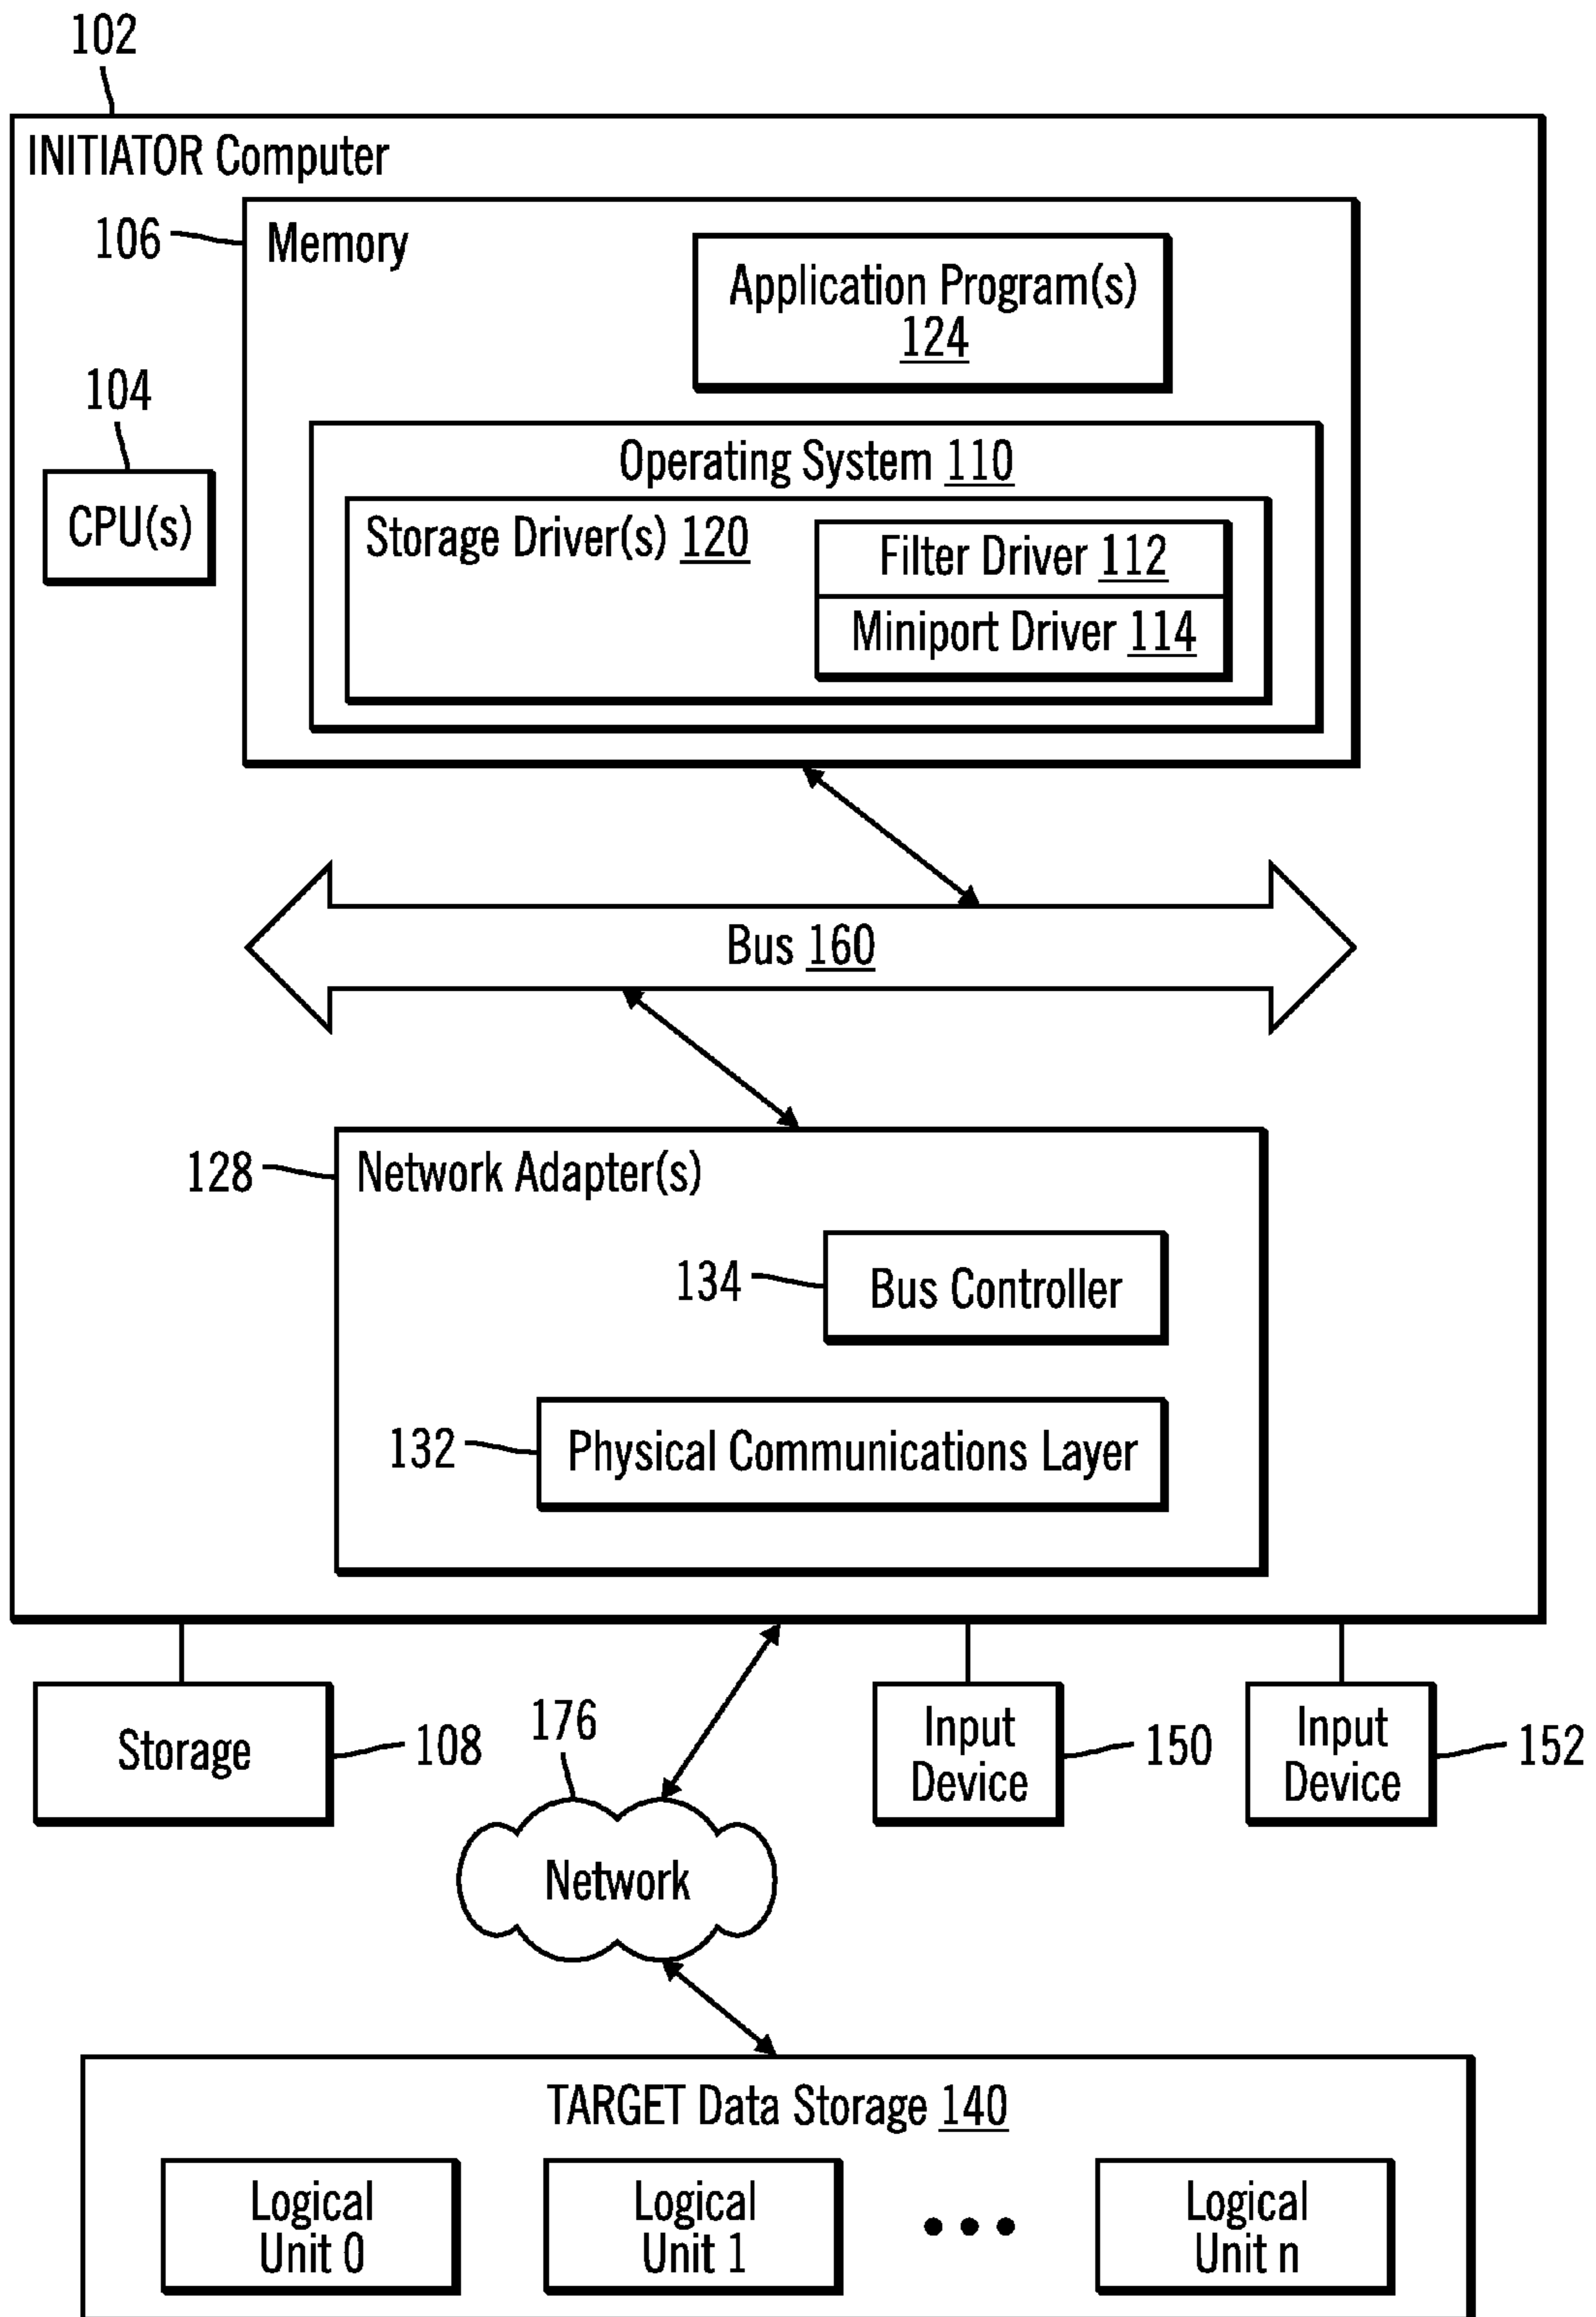 102
INITIATOR Computer
106
Memory
Application Program(s)
124
104
CPU(s)
Operating System 110
Storage Driver(s) 120
Filter Driver 112
Miniport Driver 114
Bus 160
128
Network Adapter(s)
134
Bus Controller
132
Physical Communications Layer
Storage
108
176
Network
Input
Device
150
Input
Device
152
TARGET Data Storage 140
Logical
Unit 0
Logical
Unit 1
● ● ●
Logical
Unit n